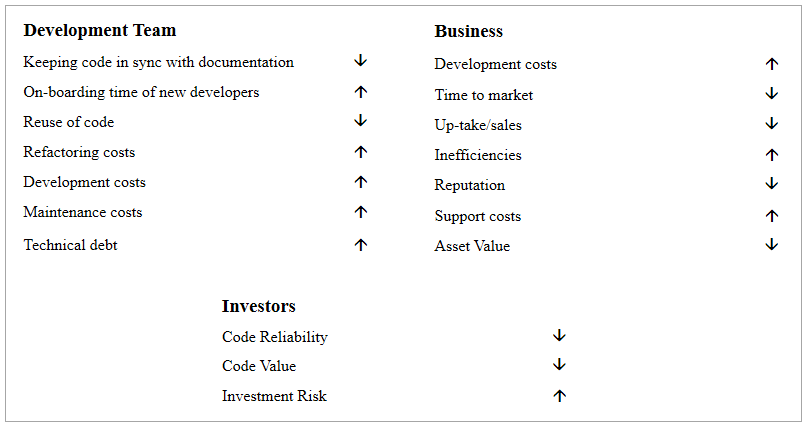 Development Team
Keeping code in sync with documentation ↓
On-boarding time of new developers ↑
Reuse of code ↓
Refactoring costs ↑
Development costs ↑
Maintenance costs ↑
Technical debt ↑
Business
Development costs ↑
Time to market ↓
Up-take/sales ↓
Inefficiencies ↑
Reputation ↓
Support costs ↑
Asset Value ↓
Investors
Code Reliability ↓
Code Value ↓
Investment Risk ↑